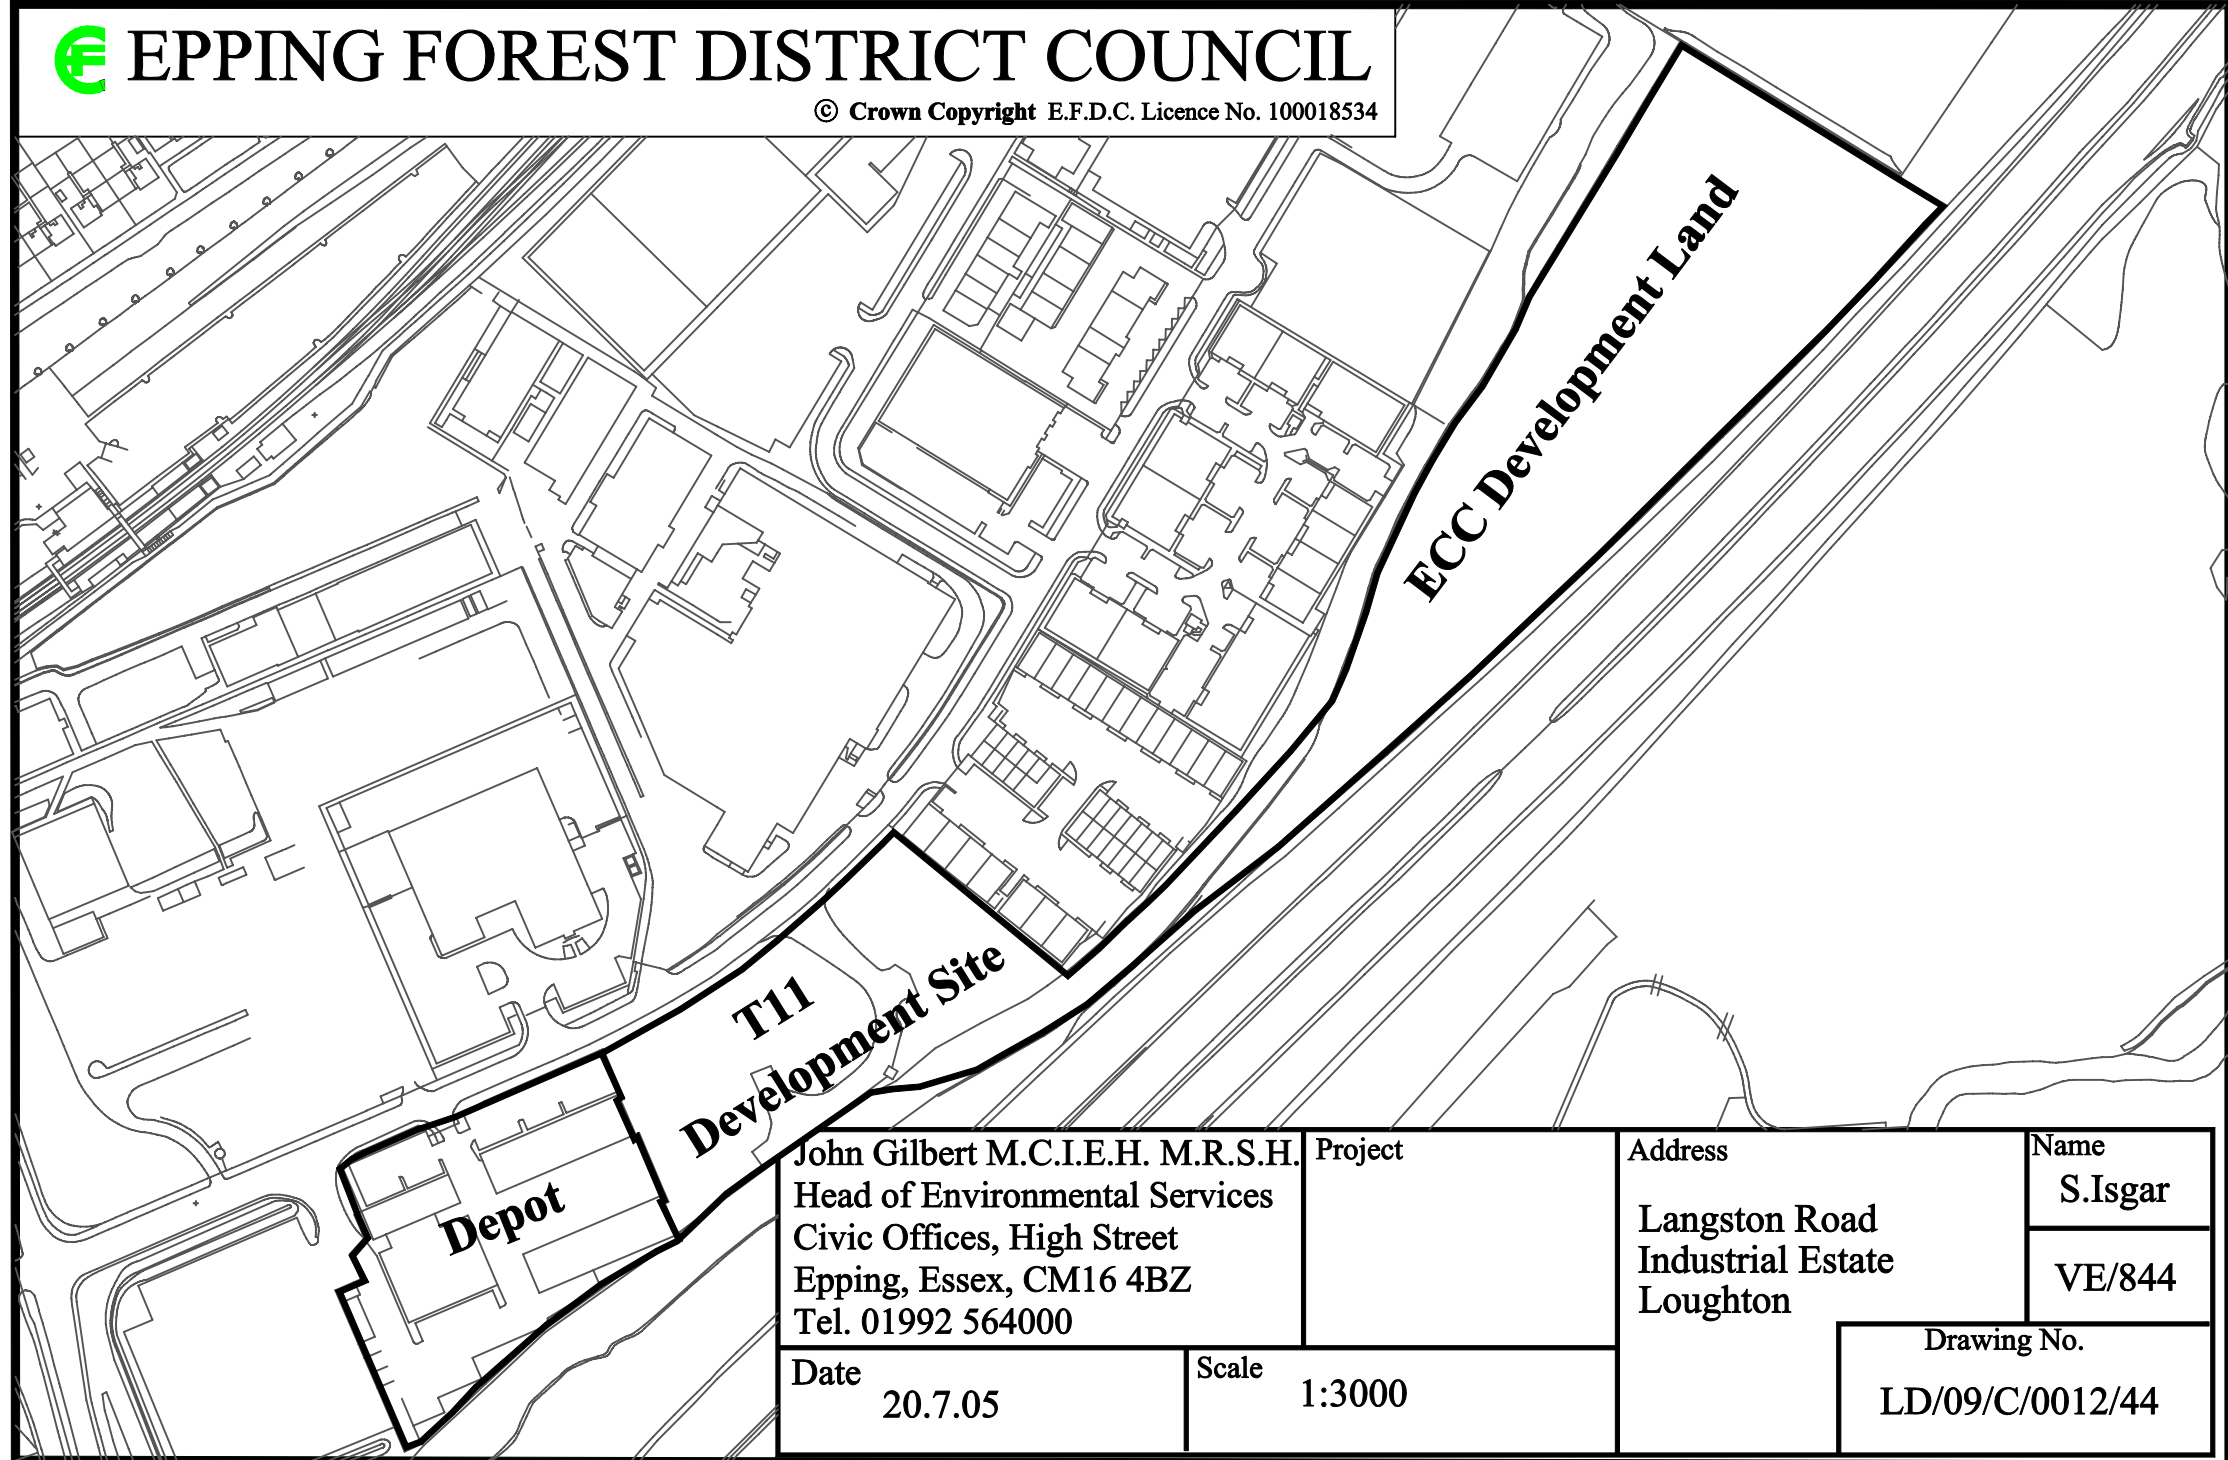 EPPING FOREST DISTRICT COUNCIL
© Crown Copyright E.F.D.C. Licence No. 100018534
ECC Development Land
T11
Development Site
Depot
John Gilbert M.C.I.E.H. M.R.S.H.
Head of Environmental Services
Civic Offices, High Street
Epping, Essex, CM16 4BZ
Tel. 01992 564000
Project
Address
Langston Road
Industrial Estate
Loughton
Name
S.Isgar
VE/844
Date
20.7.05
Scale
1:3000
Drawing No.
LD/09/C/0012/44